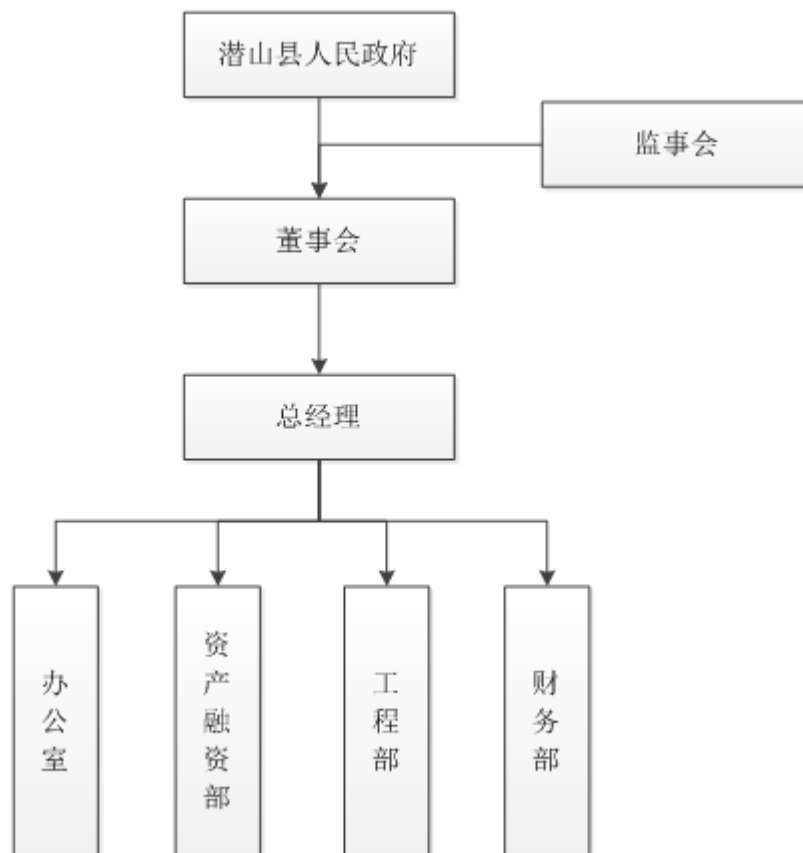 潜山县人民政府
监事会
董事会
总经理
办公室
资产融资部
工程部
财务部